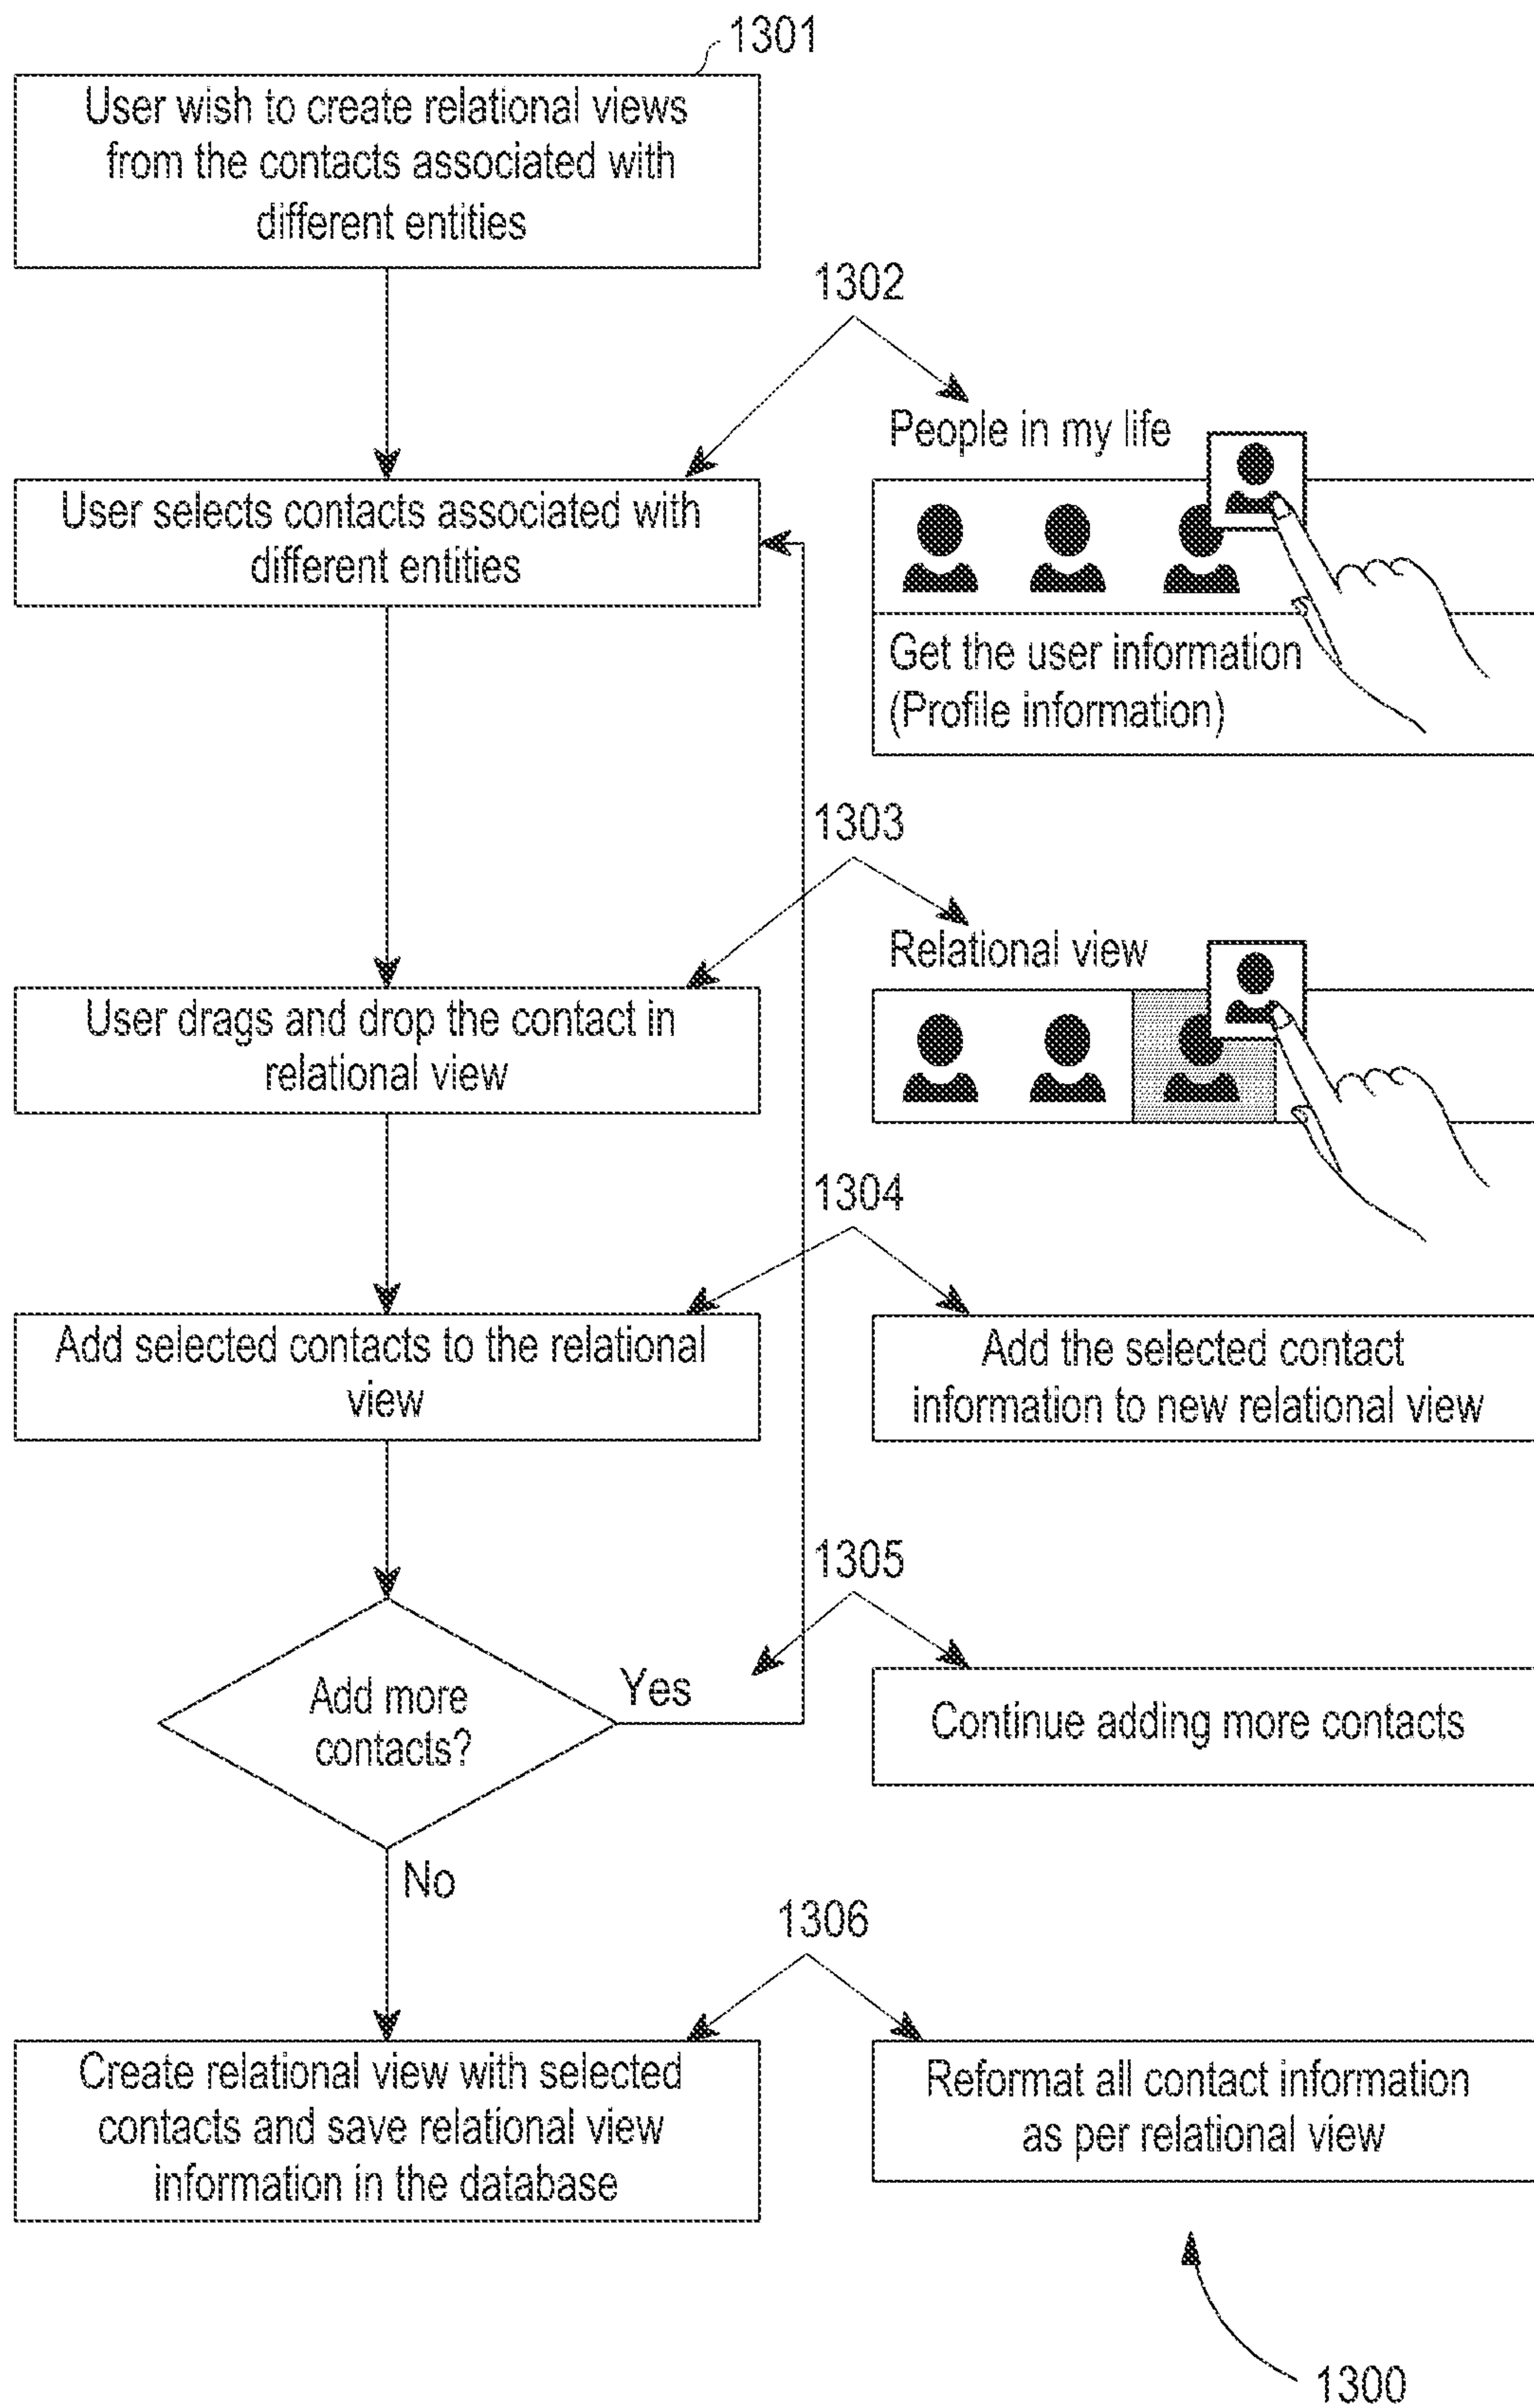 1301
User wish to create relational views
from the contacts associated with
different entities
1302
People in my life
User selects contacts associated with
different entities
Get the user information
(Profile information)
1303
Relational view
User drags and drop the contact in
relational view
1304
Add selected contacts to the relational
view
Add the selected contact
information to new relational view
1305
Add more
contacts?
Yes
Continue adding more contacts
No
1306
Create relational view with selected
contacts and save relational view
information in the database
Reformat all contact information
as per relational view
1300